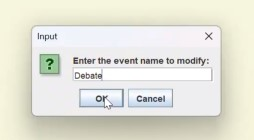 Input
Enter the event name to modify:
Debate
OK Cancel